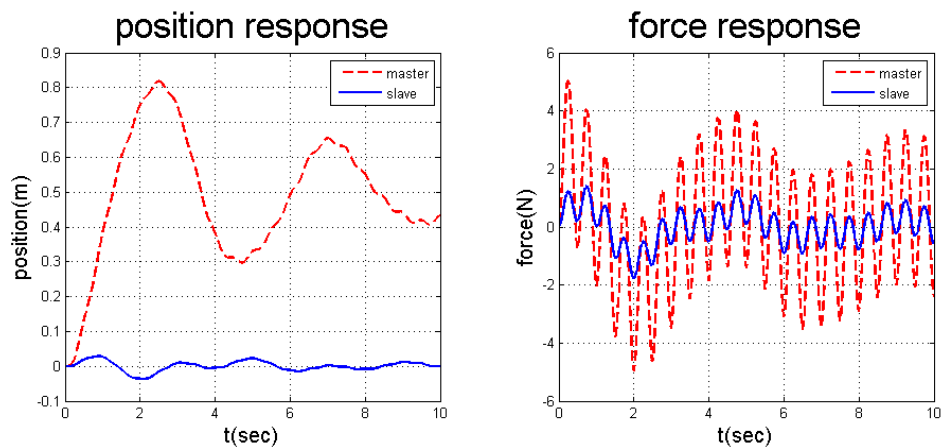 position response
0.9
0.8
0.7
0.6
0.5
0.4
0.3
0.2
0.1
0
-0.1
position(m)
master
slave
0 2 4 6 8 10
t(sec)
force response
6
4
2
0
-2
-4
-6
force(N)
master
slave
0 2 4 6 8 10
t(sec)